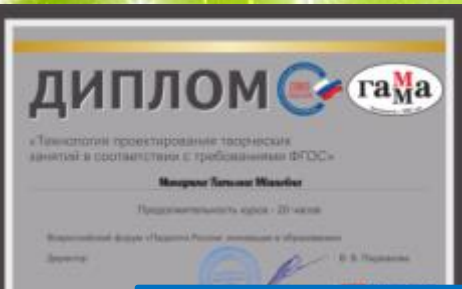 ДИПЛОМ
гамма
«Технология проектирования творческих
занятий в соответствии с требованиями ФГОС»
Татьяна
Продолжительность курса - 20 часов
Всероссийский форум «Педагоги России: инновации в образовании»
Директор